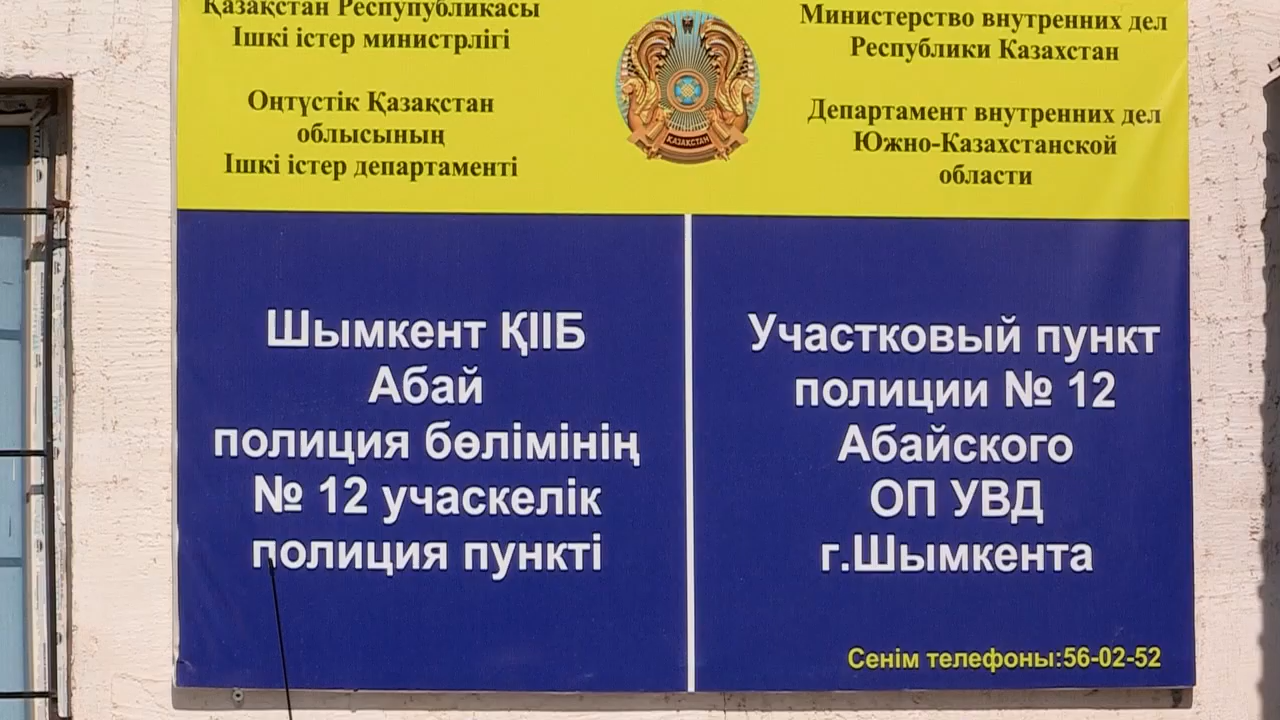 Қазақстан Респупубликасы
Ішкі істер министрлігі
Оңтүстік Қазақстан
облысының
Ішкі істер департаменті
ҚАЗАҚСТАН
Министерство внутренних дел
Республики Казахстан
Департамент внутренних дел
Южно-Казахстанской
области
Шымкент ҚІІБ
Абай
полиция бөлімінің
№ 12 учаскелік
полиция пункті
Участковый пункт
полиции № 12
Абайского
ОП УВД
г.Шымкента
Сенім телефоны:56-02-52